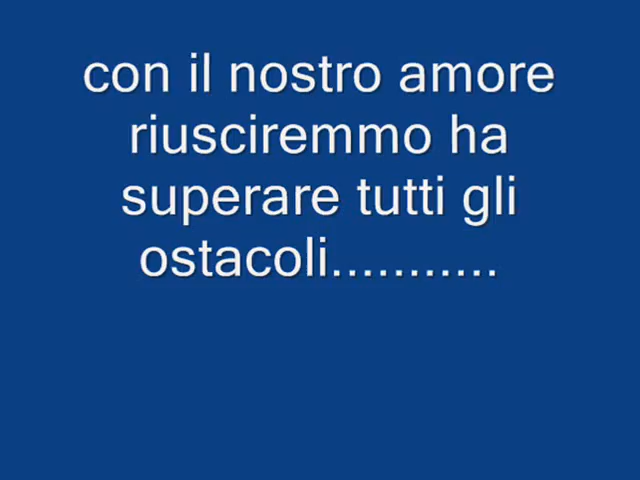 con il nostro amore
riusciremmo ha
superare tutti gli
ostacoli...........